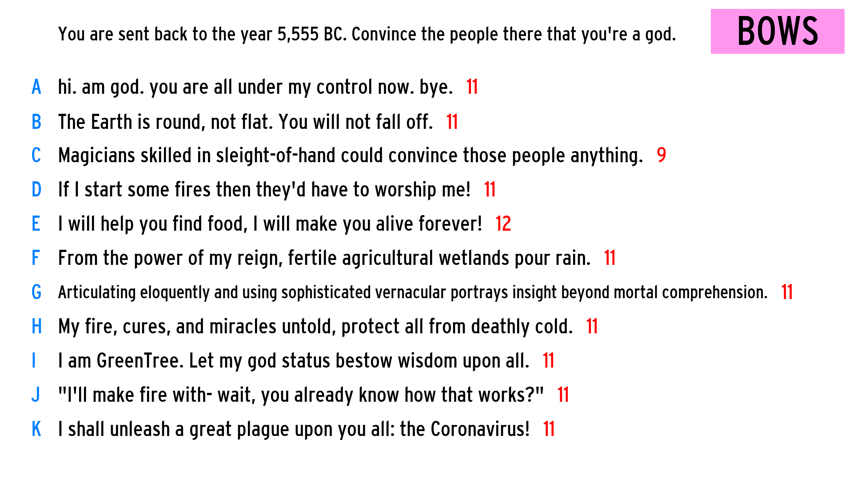 You are sent back to the year 5,555 BC. Convince the people there that you're a god. BOWS
A hi. am god. you are all under my control now. bye. 11
B The Earth is round, not flat. You will not fall off. 11
C Magicians skilled in sleight-of-hand could convince those people anything. 9
D If I start some fires then they'd have to worship me! 11
E I will help you find food, I will make you alive forever! 12
F From the power of my reign, fertile agricultural wetlands pour rain. 11
G Articulating eloquently and using sophisticated vernacular portrays insight beyond mortal comprehension. 11
H My fire, cures, and miracles untold, protect all from deathly cold. 11
I I am GreenTree. Let my god status bestow wisdom upon all. 11
J "I'll make fire with- wait, you already know how that works?" 11
K I shall unleash a great plague upon you all: the Coronavirus! 11